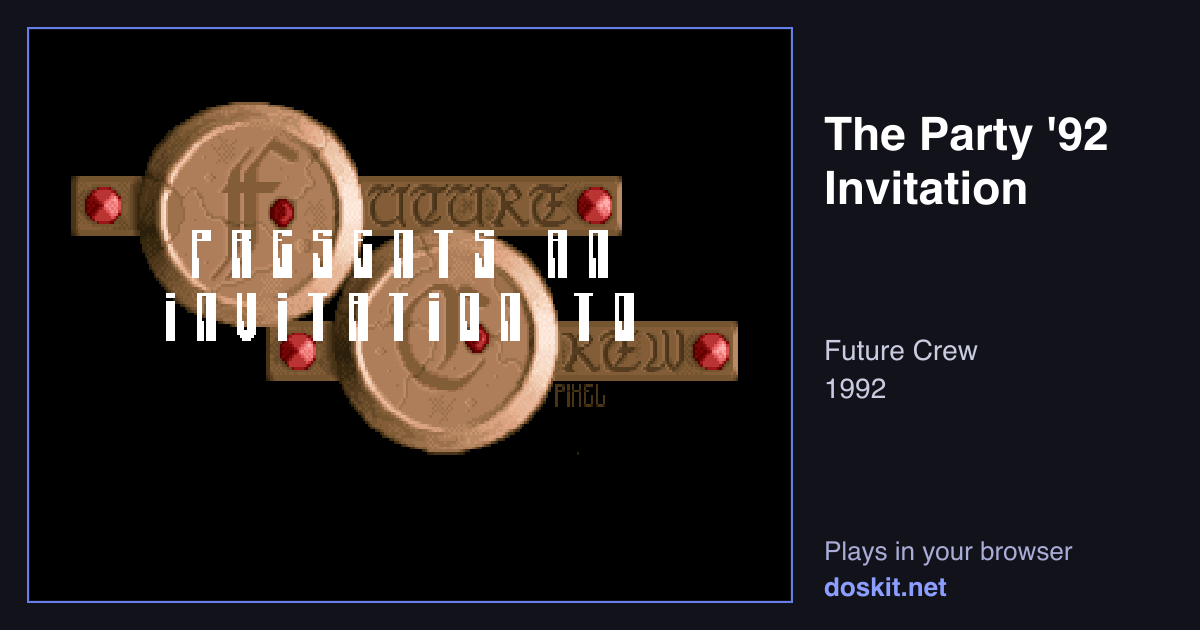 FUTURE
PRESENTS AN
INVITATION TO
CREW
PIXEL
The Party '92
Invitation
Future Crew
1992
Plays in your browser
doskit.net